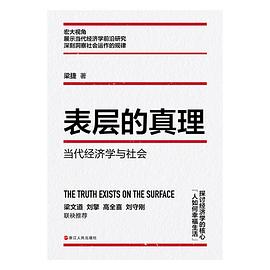 宏大视角
展示当代经济学前沿研究
深刻洞察社会运作的规律
梁捷 著
表层的真理
当代经济学与社会
THE TRUTH EXISTS ON THE SURFACE
梁文道 刘擎 高全喜 刘守刚
联袂推荐
探讨经济学的核心
“人如何幸福生活”
浙江人民出版社